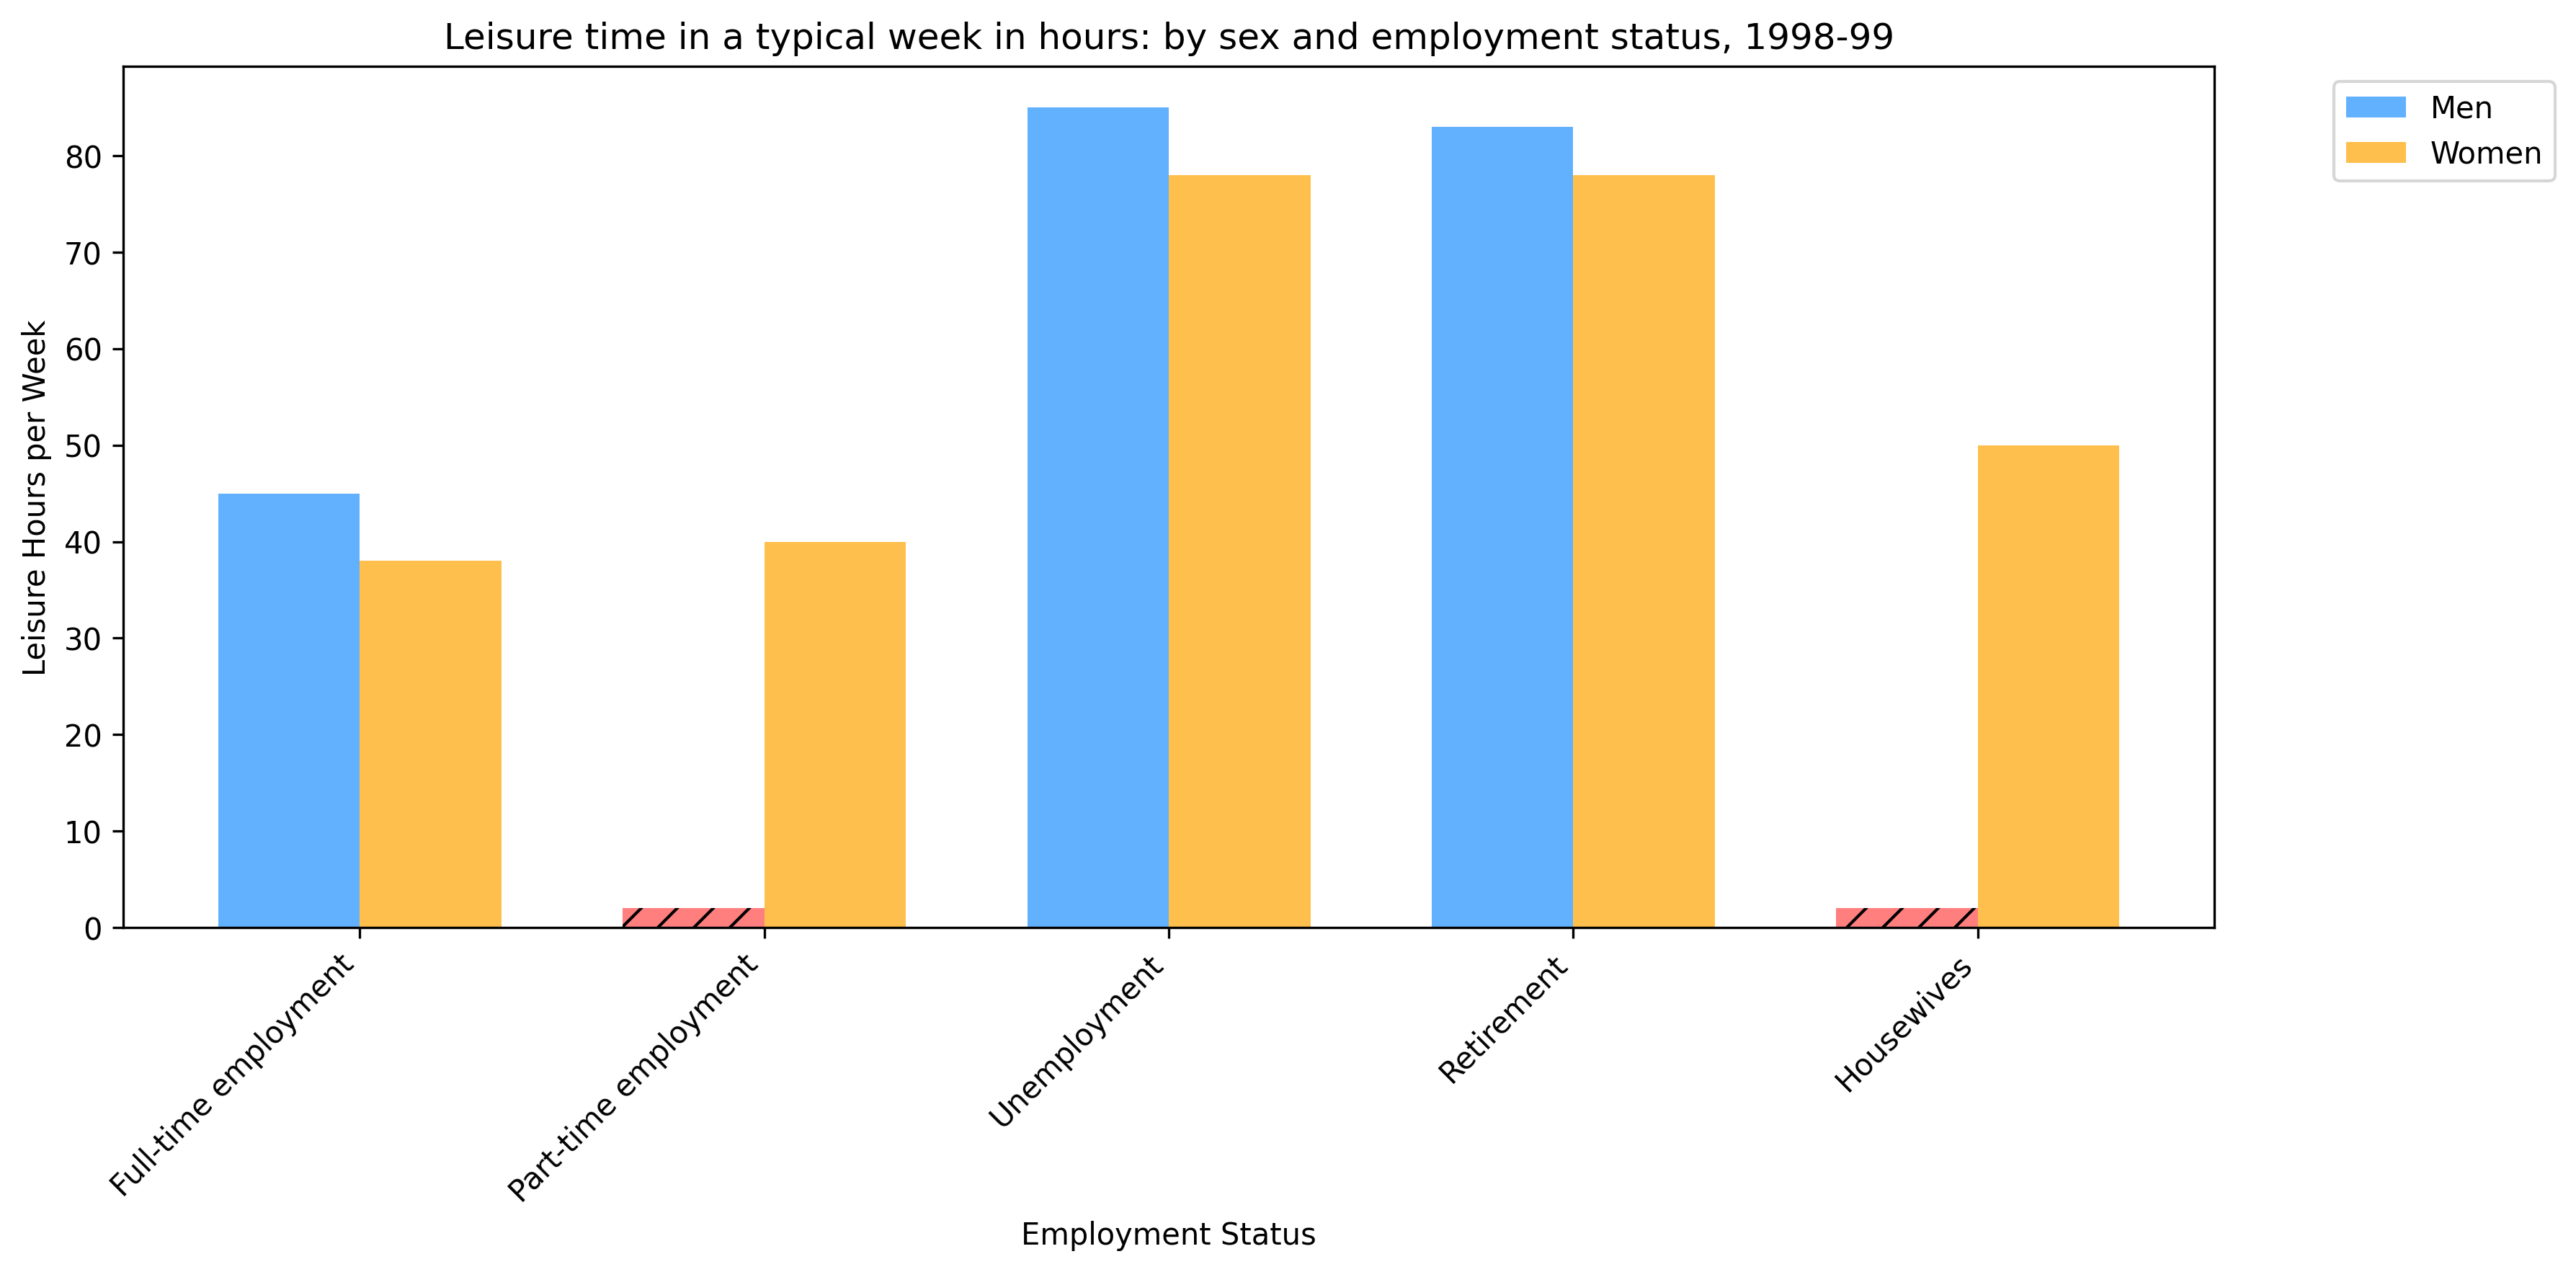 Leisure time in a typical week in hours: by sex and employment status, 1998-99
Men
Women
Leisure Hours per Week
80
70
60
50
40
30
20
10
0
Full-time employment
Part-time employment
Unemployment
Retirement
Housewives
Employment Status